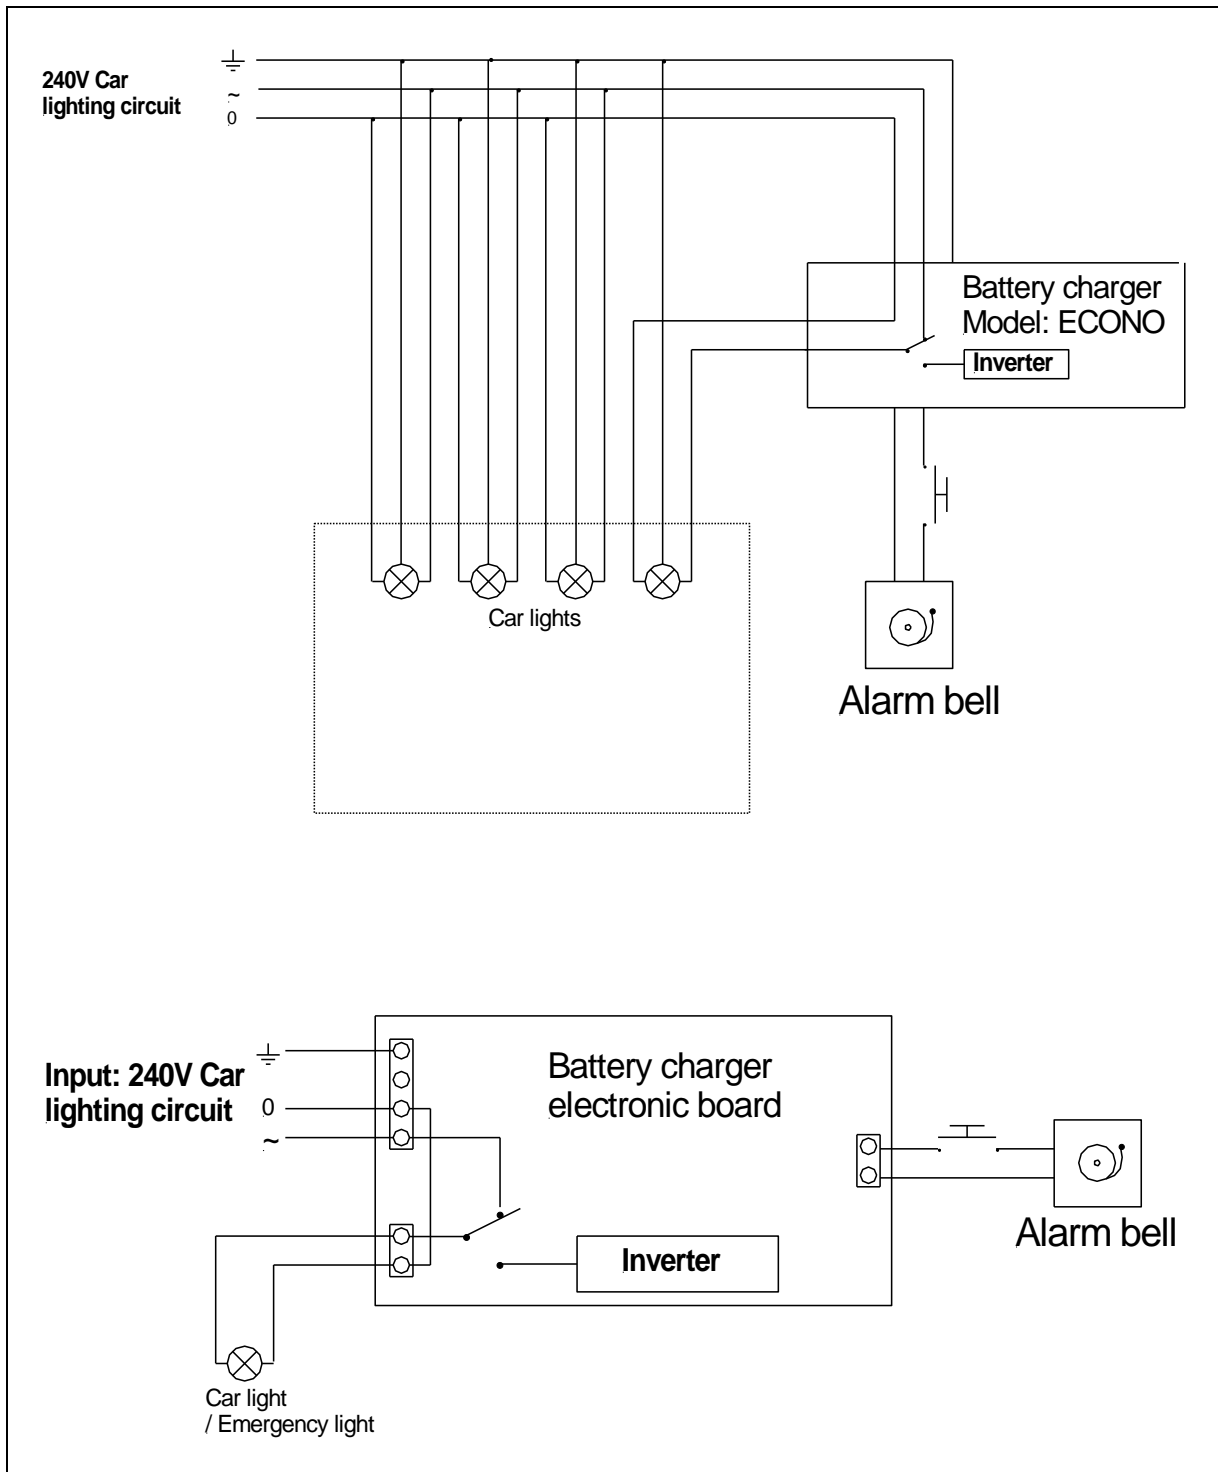 240V Car
lighting circuit
~
0
Battery charger
Model: ECONO
Inverter
Car lights
Alarm bell
Input: 240V Car
lighting circuit
0
~
Battery charger
electronic board
Inverter
Alarm bell
Car light
/ Emergency light